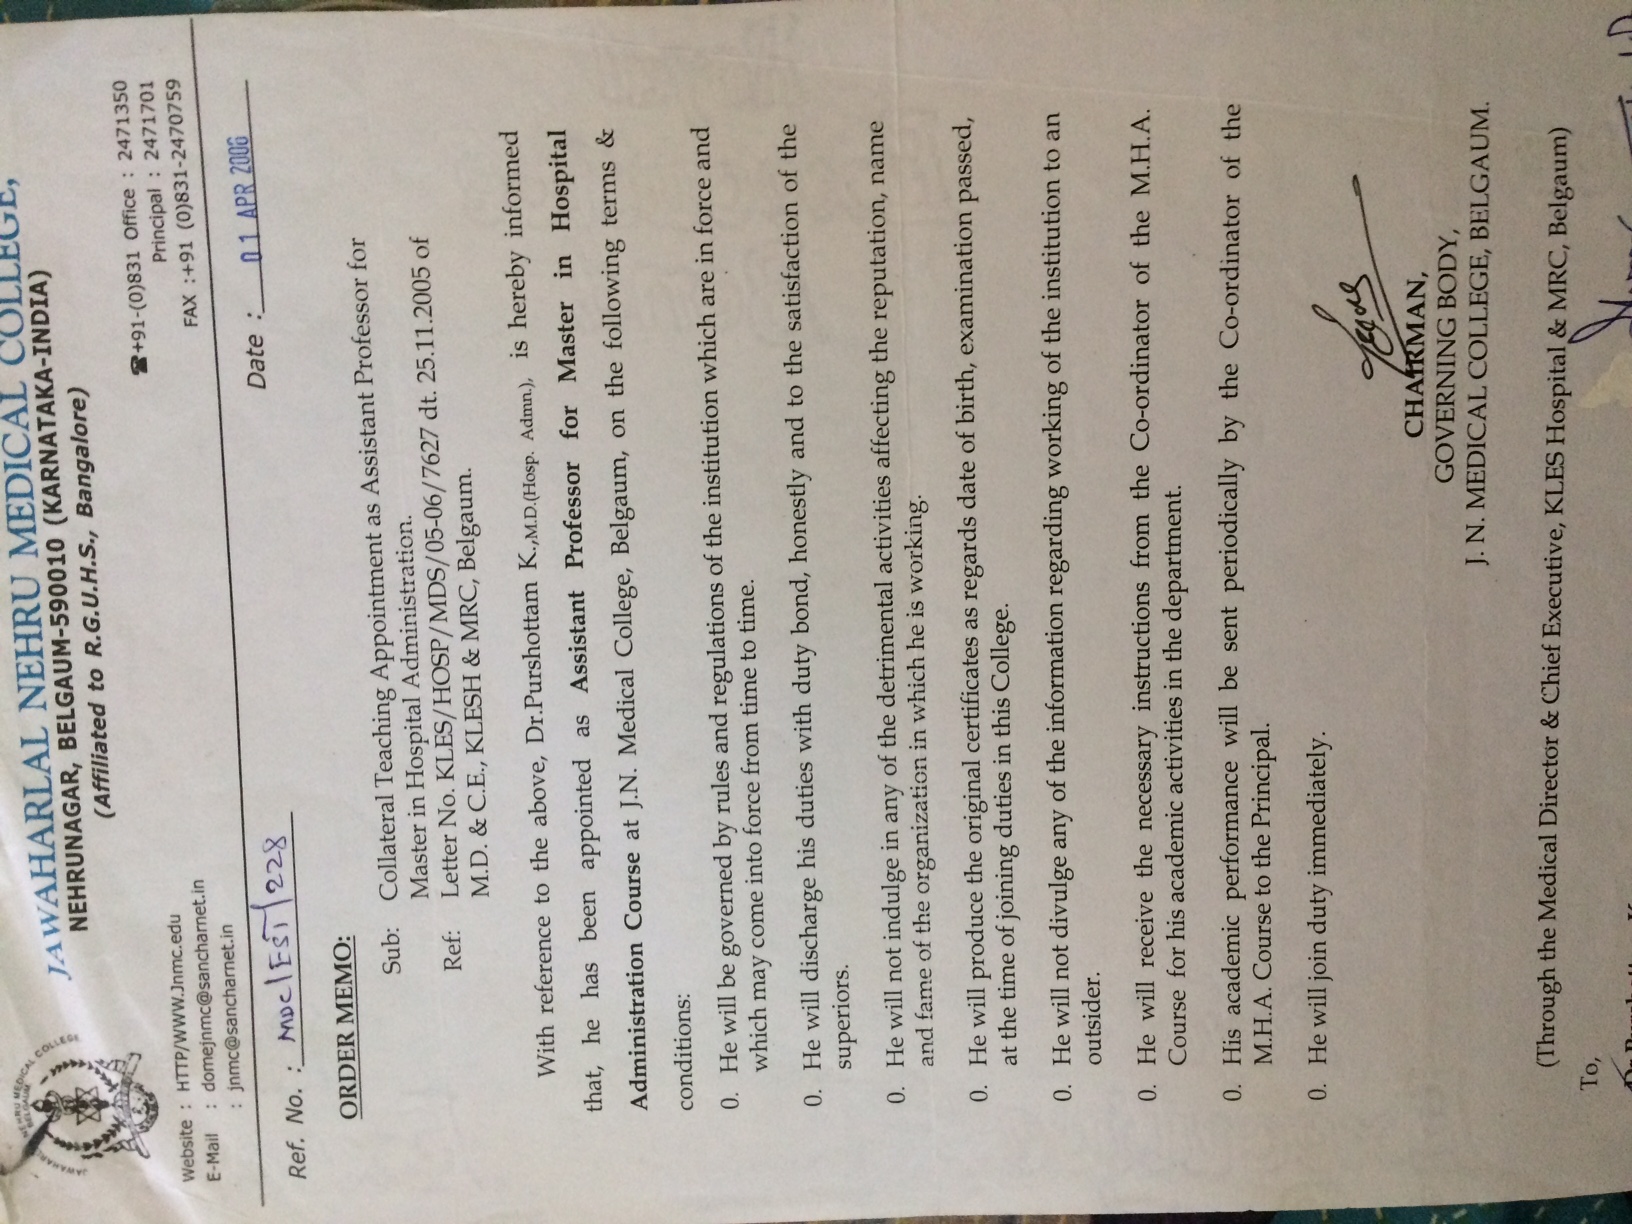 JAWAHARLAL NEHRU MEDICAL COLLEGE,
NEHRUNAGAR, BELGAUM-590010 (KARNATAKA-INDIA)
(Affiliated to R.G.U.H.S., Bangalore)
JAWAHARLAL NEHRU MEDICAL COLLEGE
BELGAUM
☎+91-(0)831 Office : 2471350
Principal : 2471701
Website : HTTP/WWW.Jnmc.edu
E-Mail : domejnmc@sancharnet.in
: jnmc@sancharnet.in
FAX :+91 (0)831-2470759
Ref. No. : MDC/EST/228
Date : 01 APR 2006
ORDER MEMO:
Sub: Collateral Teaching Appointment as Assistant Professor for
Master in Hospital Administration.
Ref: Letter No. KLES/HOSP/MDS/05-06/7627 dt. 25.11.2005 of
M.D. & C.E., KLESH & MRC, Belgaum.
With reference to the above, Dr.Purshottam K.,M.D.(Hosp. Admn.), is hereby informed
that, he has been appointed as Assistant Professor for Master in Hospital
Administration Course at J.N. Medical College, Belgaum, on the following terms &
conditions:
0. He will be governed by rules and regulations of the institution which are in force and
which may come into force from time to time.
0. He will discharge his duties with duty bond, honestly and to the satisfaction of the
superiors.
0. He will not indulge in any of the detrimental activities affecting the reputation, name
and fame of the organization in which he is working.
0. He will produce the original certificates as regards date of birth, examination passed,
at the time of joining duties in this College.
0. He will not divulge any of the information regarding working of the institution to an
outsider.
0. He will receive the necessary instructions from the Co-ordinator of the M.H.A.
Course for his academic activities in the department.
0. His academic performance will be sent periodically by the Co-ordinator of the
M.H.A. Course to the Principal.
0. He will join duty immediately.
CHAIRMAN,
GOVERNING BODY,
J. N. MEDICAL COLLEGE, BELGAUM.
(Through the Medical Director & Chief Executive, KLES Hospital & MRC, Belgaum)
To,